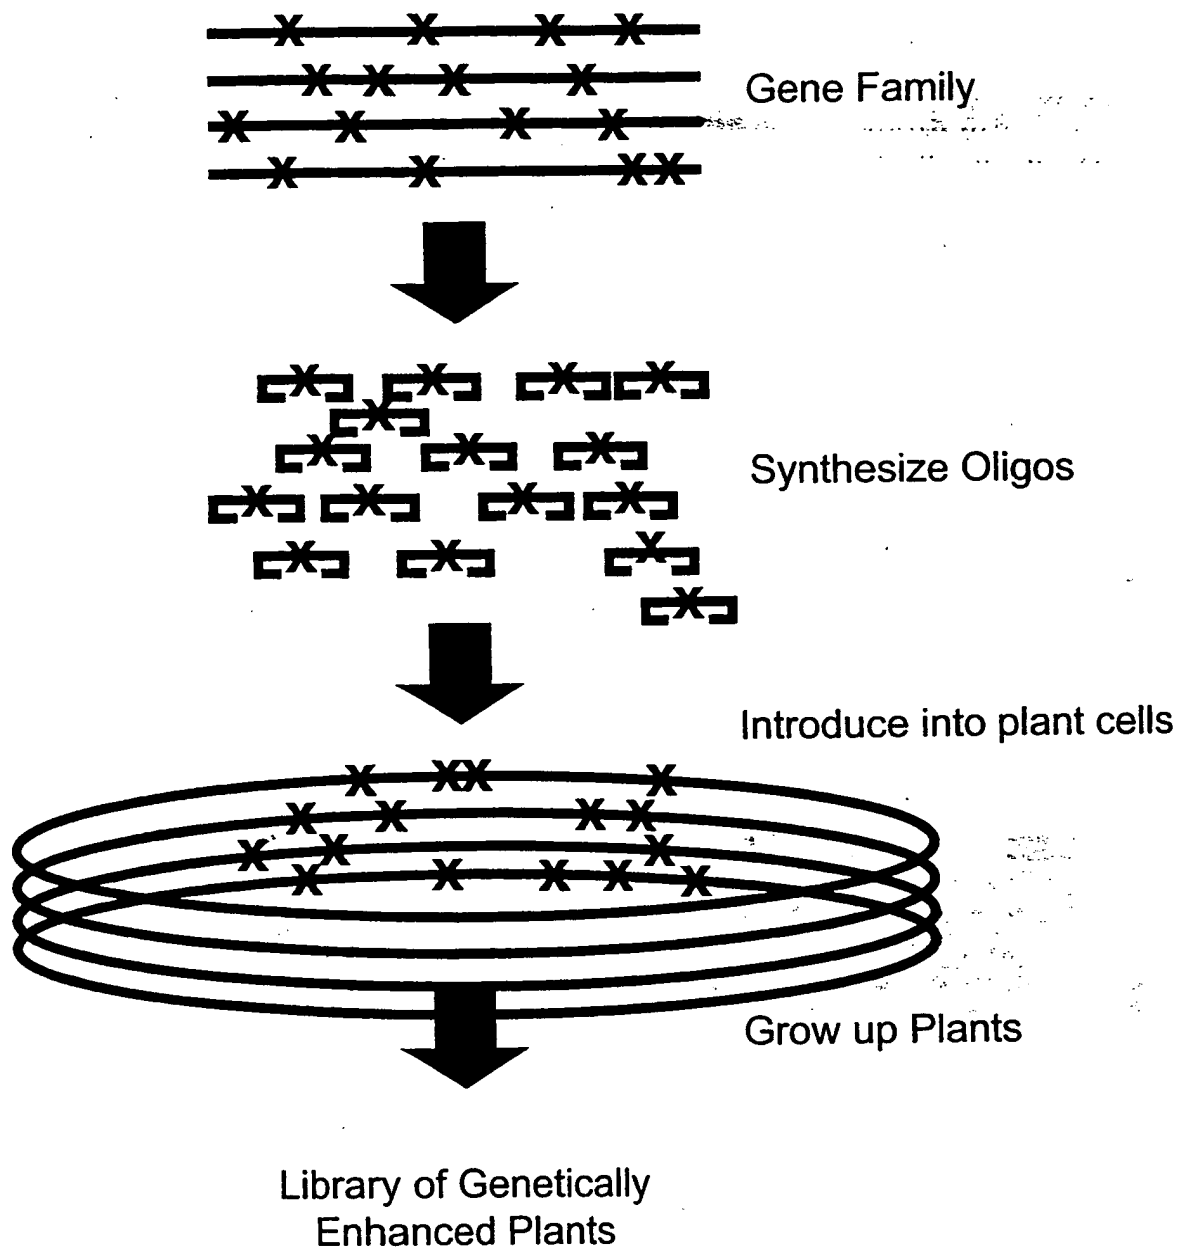 Gene Family
Synthesize Oligos
Introduce into plant cells
Grow up Plants
Library of Genetically
Enhanced Plants